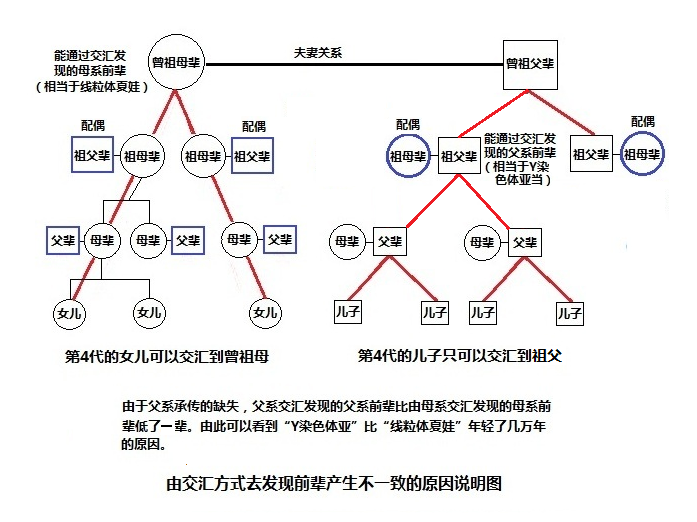 能通过交汇发
现的母系前辈
（相当于线粒体夏娃）
曾祖母辈
夫妻关系
曾祖父辈
配偶
祖父辈
祖母辈
祖母辈
配偶
祖父辈
配偶
祖母辈
祖父辈
能通过交汇发
现的父系前辈
（相当于Y染
色体亚当）
祖父辈
配偶
祖母辈
父辈
母辈
母辈
父辈
母辈
父辈
母辈
父辈
母辈
父辈
女儿
女儿
女儿
儿子
儿子
儿子
儿子
第4代的女儿可以交汇到曾祖母
第4代的儿子只可以交汇到祖父
由于父系承传的缺失，父系交汇发现的父系前辈比由母系交汇发现的母系前
辈低了一辈。由此可以看到“Y染色体亚”比“线粒体夏娃”年轻了几万年
的原因。
由交汇方式去发现前辈产生不一致的原因说明图